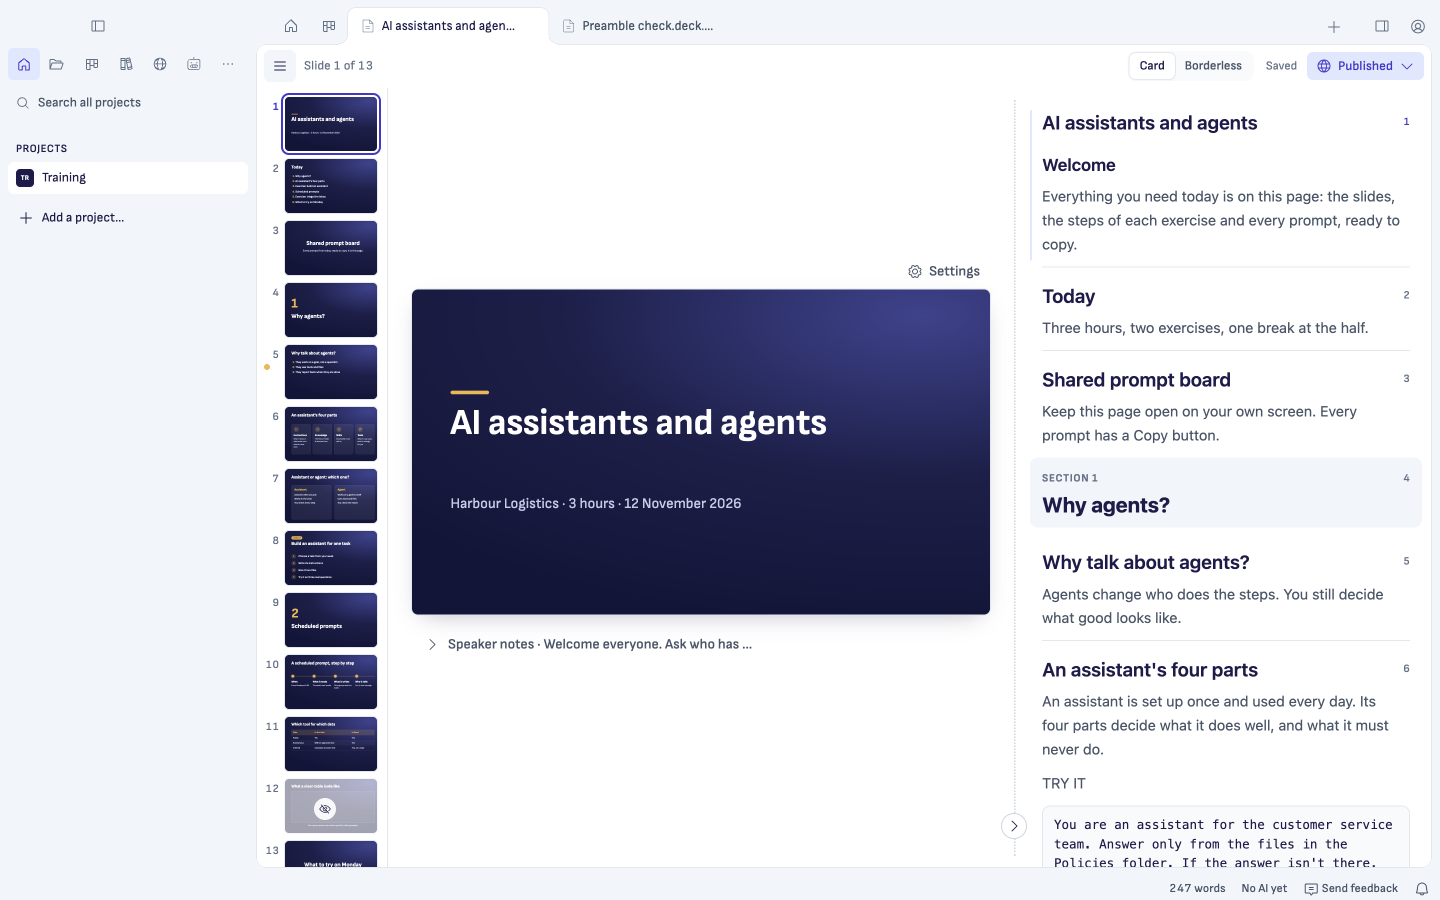 AI assistants and agen...
Preamble check.deck....
Slide 1 of 13
Card
Borderless
Saved
Published
Search all projects
PROJECTS
TR
Training
Add a project...
1
AI assistants and agents
2
Today
3
Shared prompt board
4
1
Why agents?
5
Why talk about agents?
6
An assistant's four parts
7
Assistant or agent: which one?
8
Build an assistant for one task
9
2
Scheduled prompts
10
A scheduled prompt, step by step
11
Which tool for which data
12
13
What to try on Monday
Settings
AI assistants and agents
Harbour Logistics · 3 hours · 12 November 2026
Speaker notes · Welcome everyone. Ask who has ...
AI assistants and agents
1
Welcome
Everything you need today is on this page: the slides,
the steps of each exercise and every prompt, ready to
copy.
Today
2
Three hours, two exercises, one break at the half.
Shared prompt board
3
Keep this page open on your own screen. Every
prompt has a Copy button.
SECTION 1
4
Why agents?
Why talk about agents?
5
Agents change who does the steps. You still decide
what good looks like.
An assistant's four parts
6
An assistant is set up once and used every day. Its
four parts decide what it does well, and what it must
never do.
TRY IT
You are an assistant for the customer service
team. Answer only from the files in the
Policies folder. If the answer isn't there,
247 words
No AI yet
Send feedback